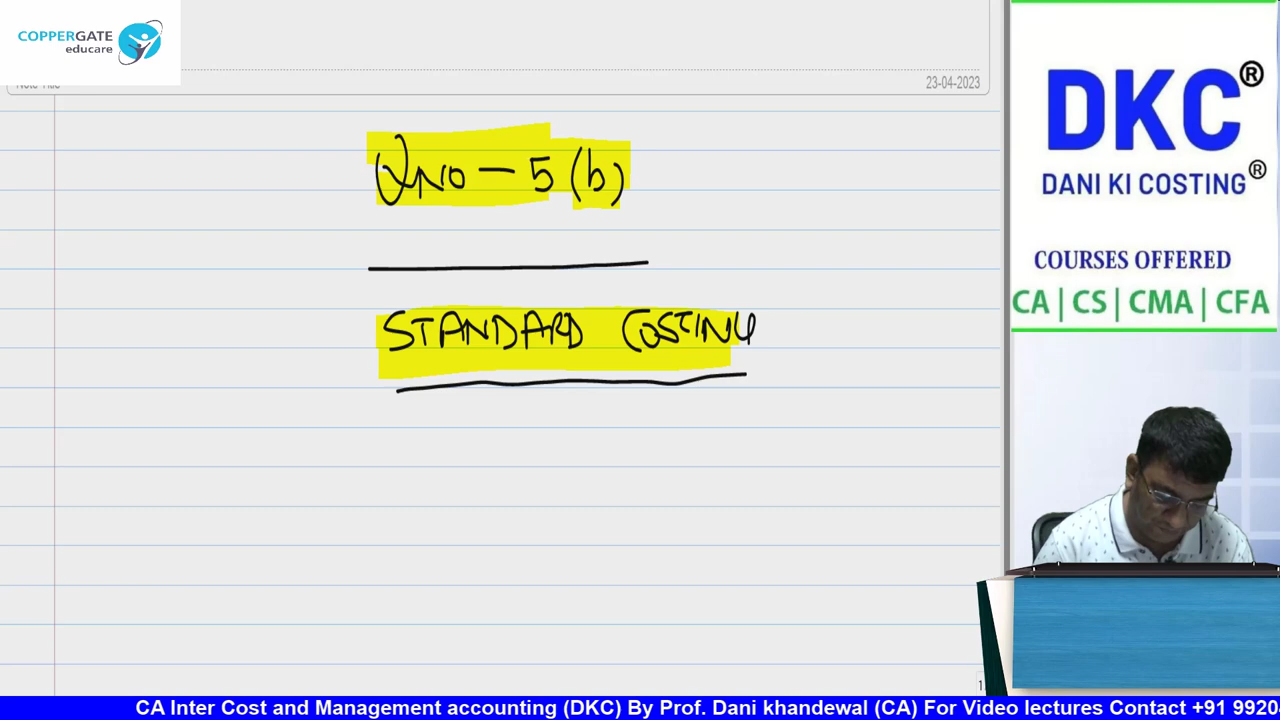 COPPERGATE
educare
23-04-2023
QNO - 5 (b)
STANDARD COSTING
1
DKC®
DANI KI COSTING®
COURSES OFFERED
CA | CS | CMA | CFA
CA Inter Cost and Management accounting (DKC) By Prof. Dani khandewal (CA) For Video lectures Contact +91 9920